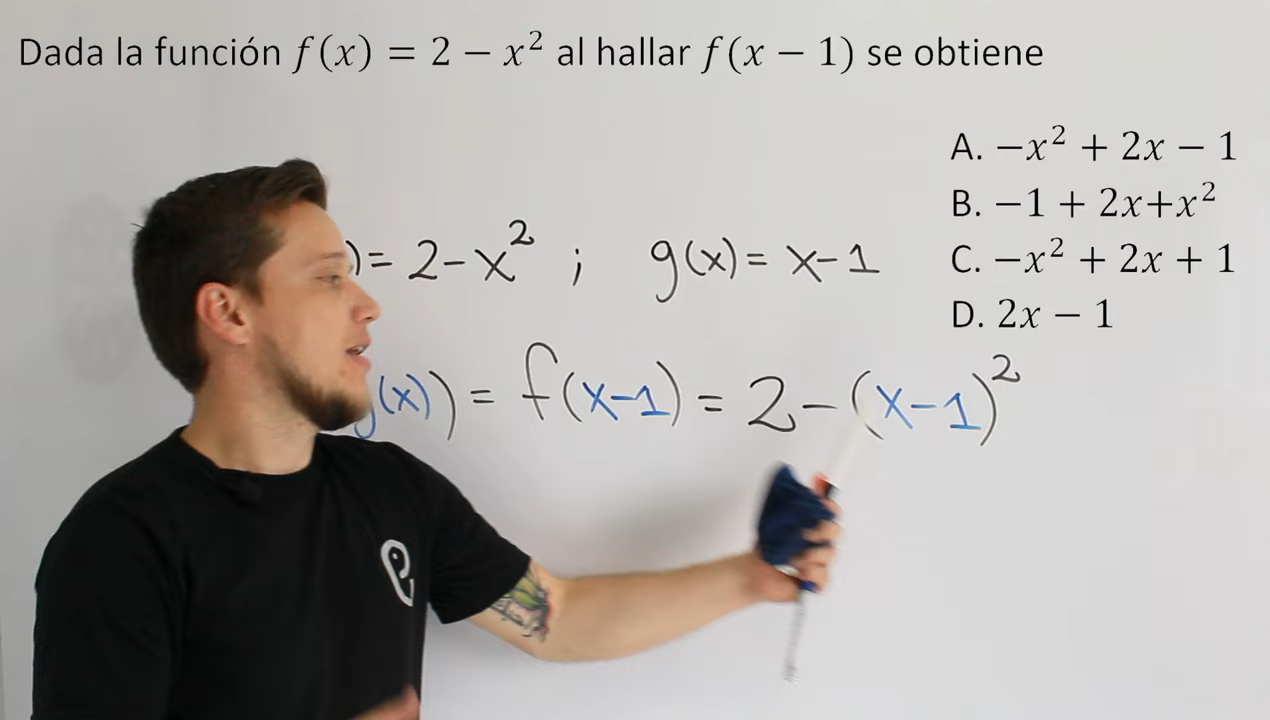 Dada la función f(x) = 2 − x² al hallar f(x − 1) se obtiene
A. −x² + 2x − 1
B. −1 + 2x+x²
C. −x² + 2x + 1
D. 2x − 1
)= 2-x² ; g(x)= x-1
(x)) = f(x-1) = 2-(x-1)²